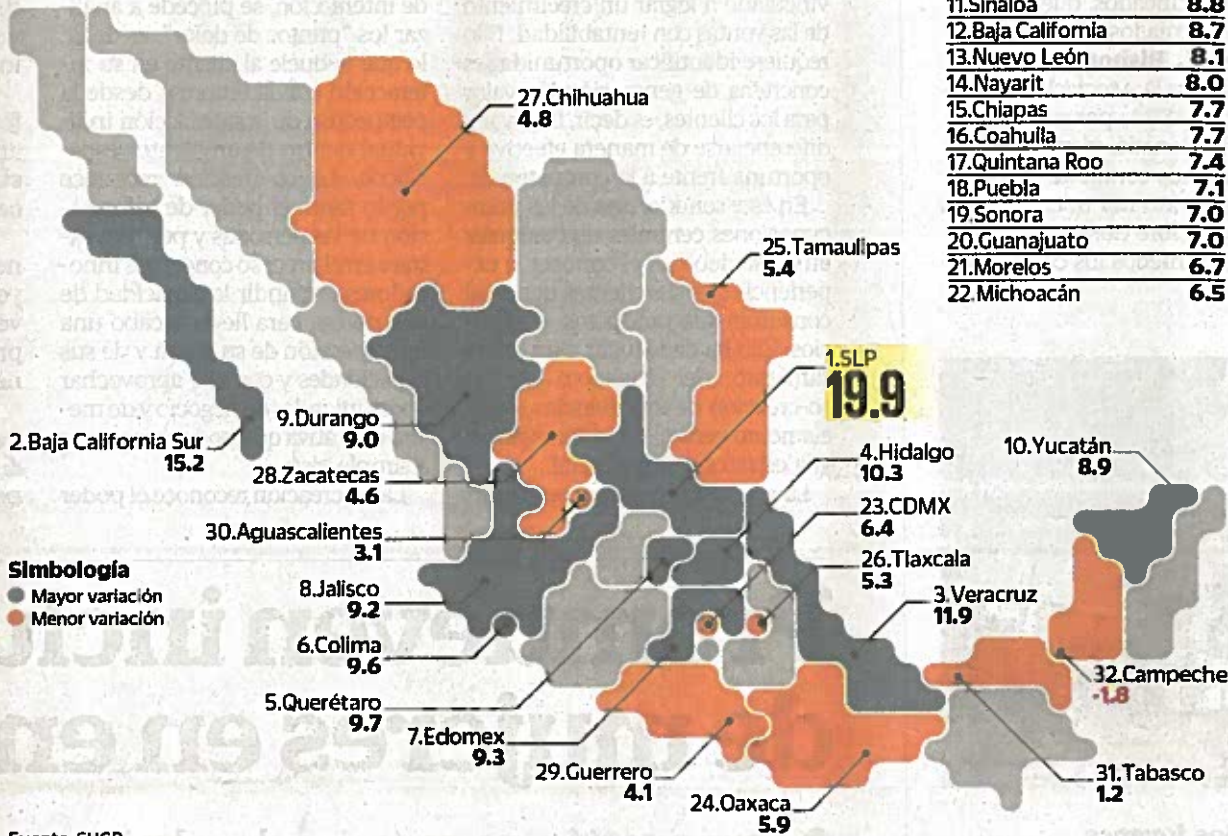 11.Sinaloa 8.8
12.Baja California 8.7
13.Nuevo León 8.1
14.Nayarit 8.0
15.Chiapas 7.7
16.Coahuila 7.7
17.Quintana Roo 7.4
18.Puebla 7.1
19.Sonora 7.0
20.Guanajuato 7.0
21.Morelos 6.7
22.Michoacán 6.5
27.Chihuahua
4.8
25.Tamaulipas
5.4
1.SLP
19.9
2.Baja California Sur
15.2
9.Durango
9.0
28.Zacatecas
4.6
30.Aguascalientes
3.1
4.Hidalgo
10.3
10.Yucatán
8.9
23.CDMX
6.4
26.Tlaxcala
5.3
3.Veracruz
11.9
Simbología
Mayor variación
Menor variación
8.Jalisco
9.2
6.Colima
9.6
5.Querétaro
9.7
7.Edomex
9.3
29.Guerrero
4.1
24.Oaxaca
5.9
32.Campeche
-1.8
31.Tabasco
1.2